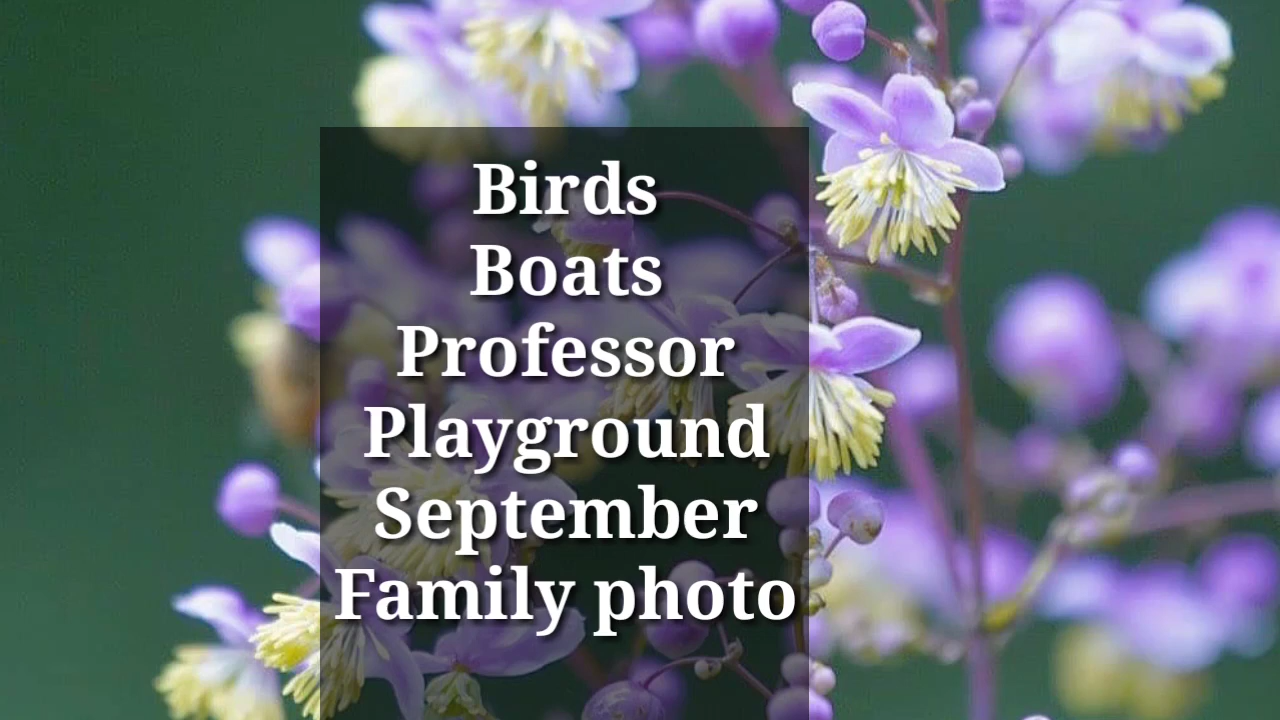 Birds
Boats
Professor
Playground
September
Family photo